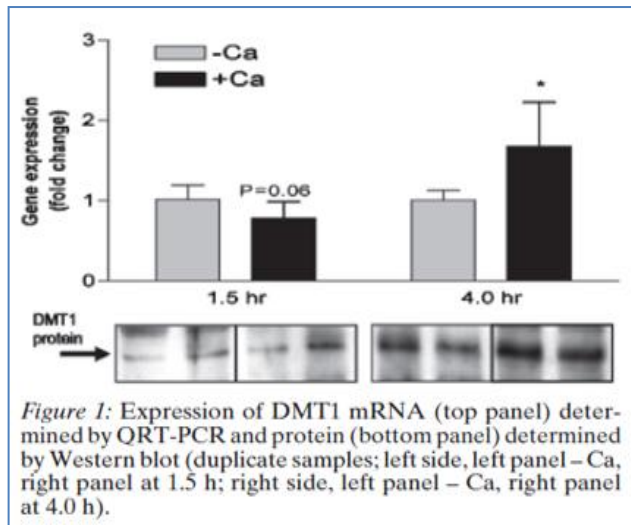 3
-Ca
+Ca
*
2
Gene expression
(fold change)
P=0.06
1
0
1.5 hr
4.0 hr
DMT1
protein
Figure 1: Expression of DMT1 mRNA (top panel) deter-
mined by QRT-PCR and protein (bottom panel) determined
by Western blot (duplicate samples; left side, left panel – Ca,
right panel at 1.5 h; right side, left panel – Ca, right panel
at 4.0 h).